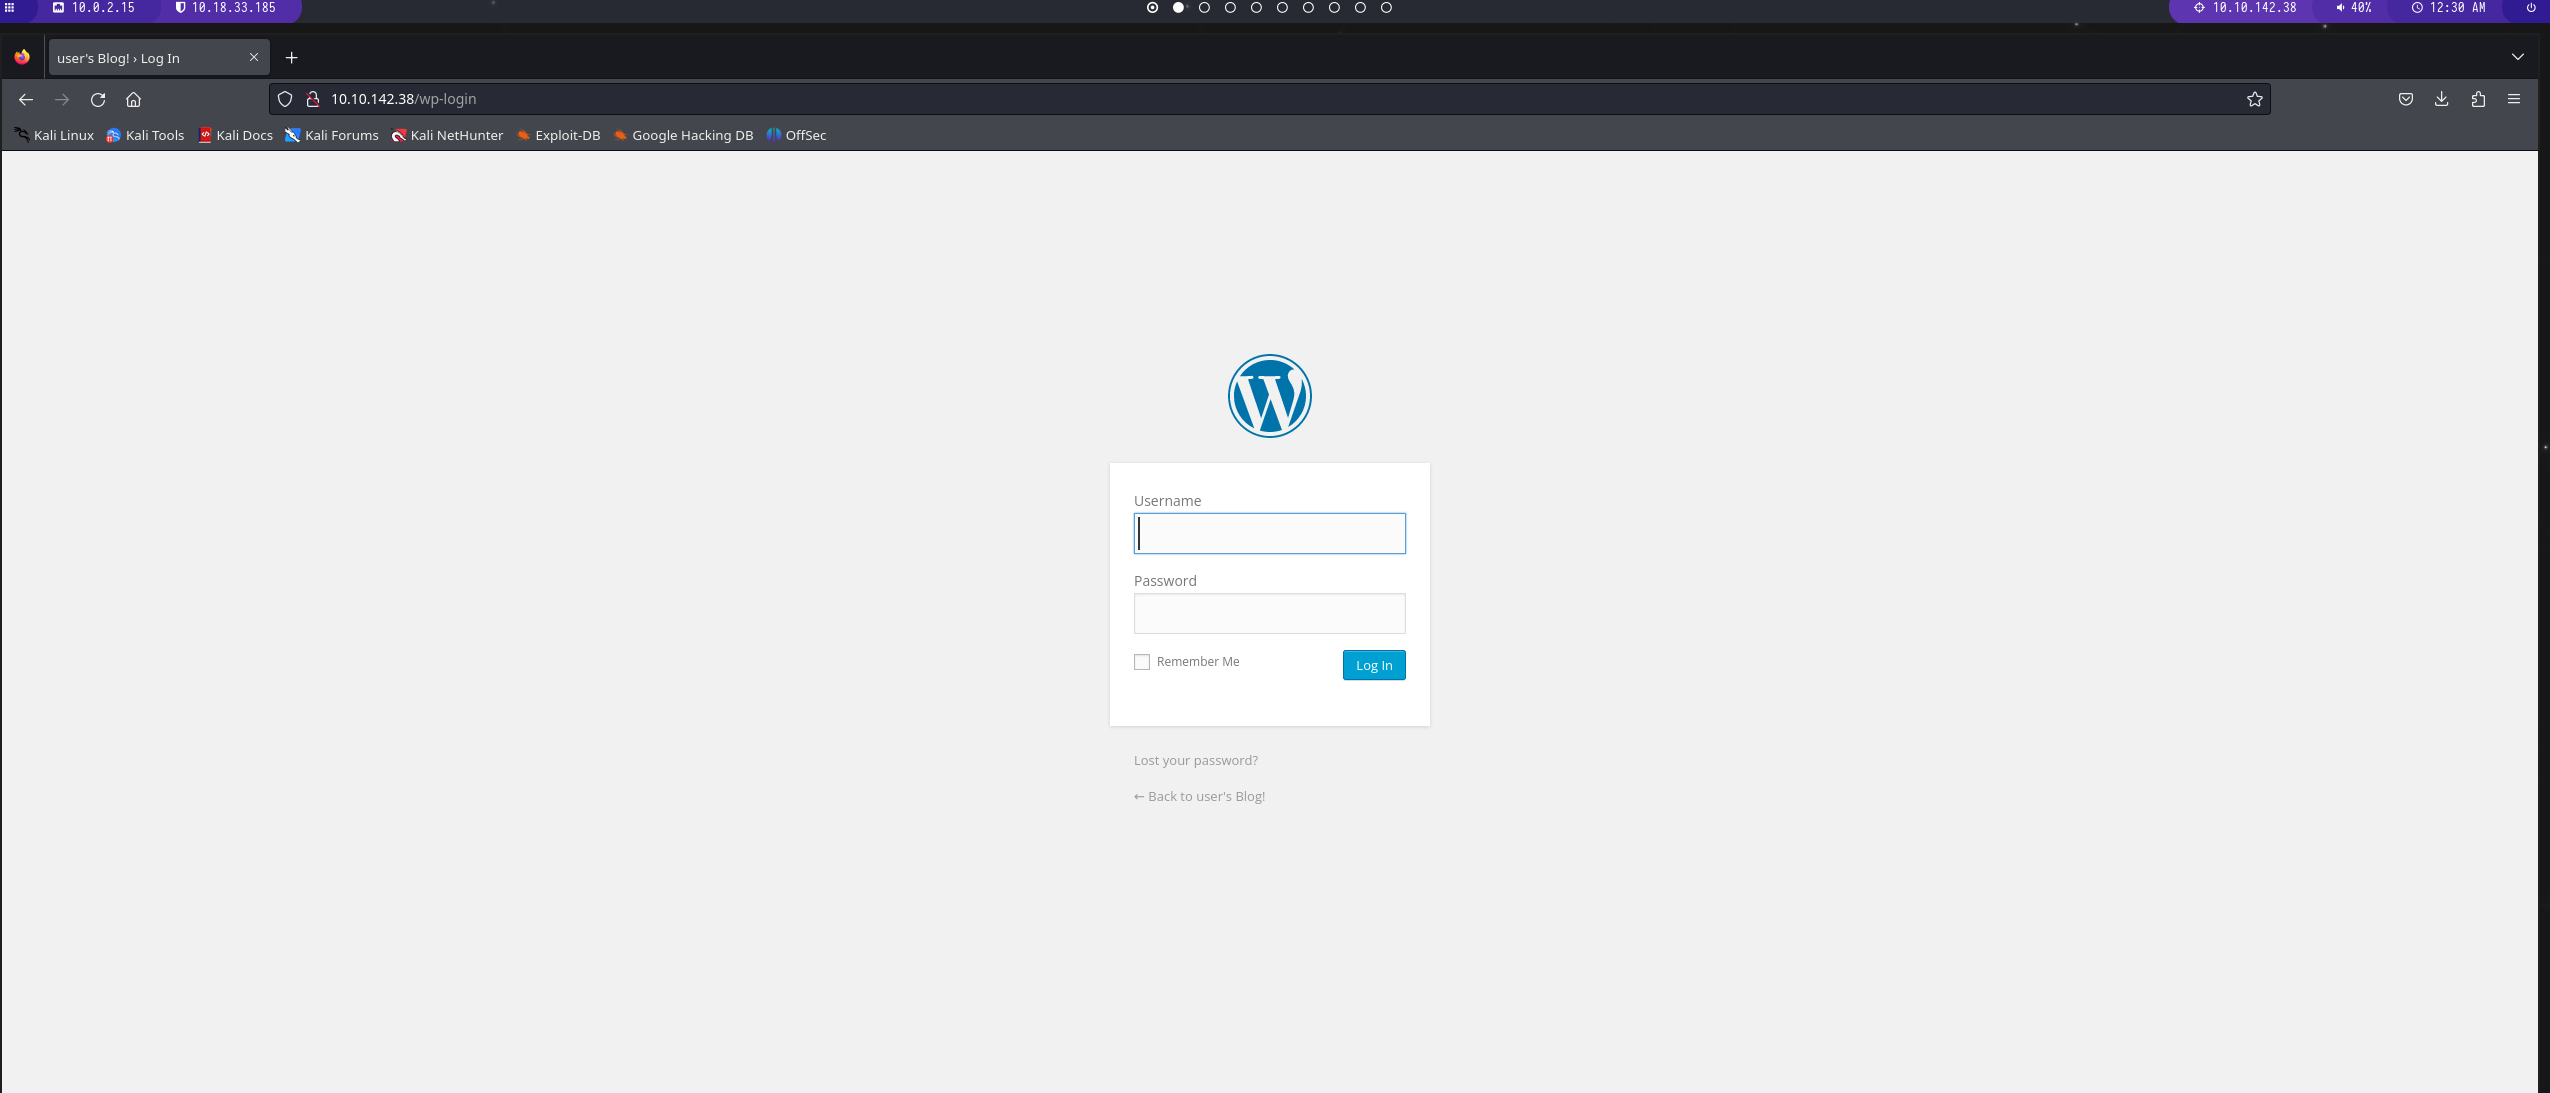 10.0.2.15 10.18.33.185 10.10.142.38 40% 12:30 AM
user's Blog! › Log In
10.10.142.38/wp-login
Kali Linux Kali Tools Kali Docs Kali Forums Kali NetHunter Exploit-DB Google Hacking DB OffSec
Username
Password
Remember Me Log In
Lost your password?
← Back to user's Blog!